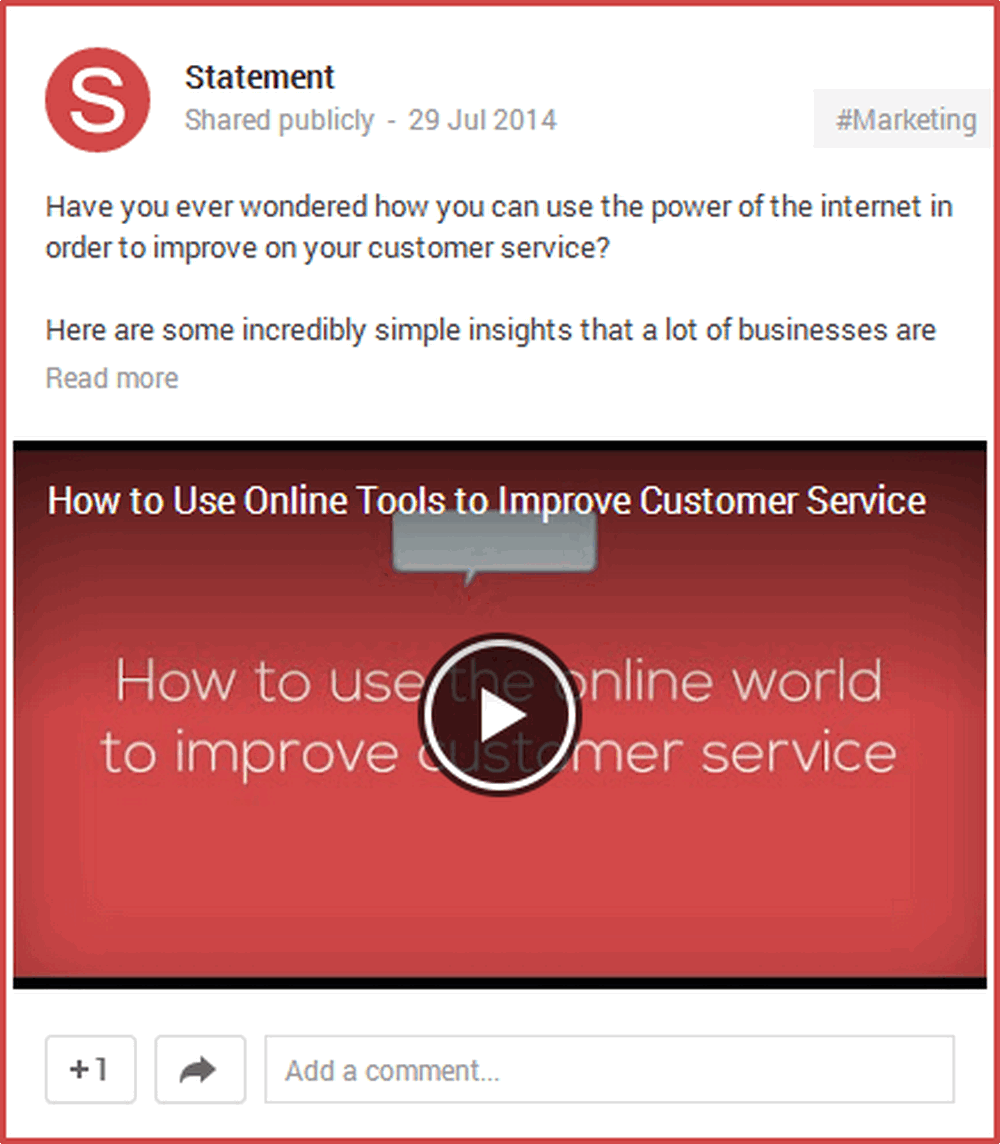 S
Statement
Shared publicly - 29 Jul 2014
#Marketing
Have you ever wondered how you can use the power of the internet in
order to improve on your customer service?
Here are some incredibly simple insights that a lot of businesses are
Read more
How to Use Online Tools to Improve Customer Service
How to use the online world
to improve customer service
+1
Add a comment...